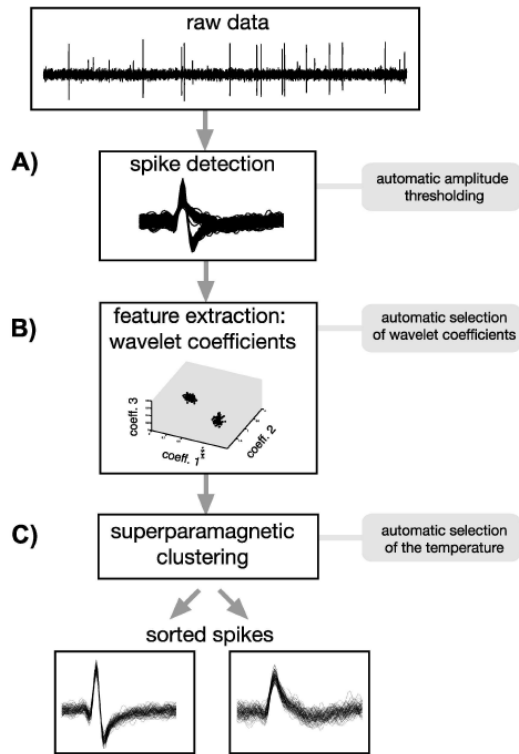 raw data
A)
spike detection
automatic amplitude
thresholding
B)
feature extraction:
wavelet coefficients
automatic selection
of wavelet coefficients
coeff. 3
coeff. 1
coeff. 2
C)
superparamagnetic
clustering
automatic selection
of the temperature
sorted spikes